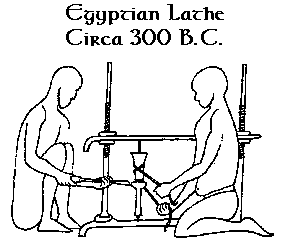 Egyptian Lathe
Circa 300 B.C.